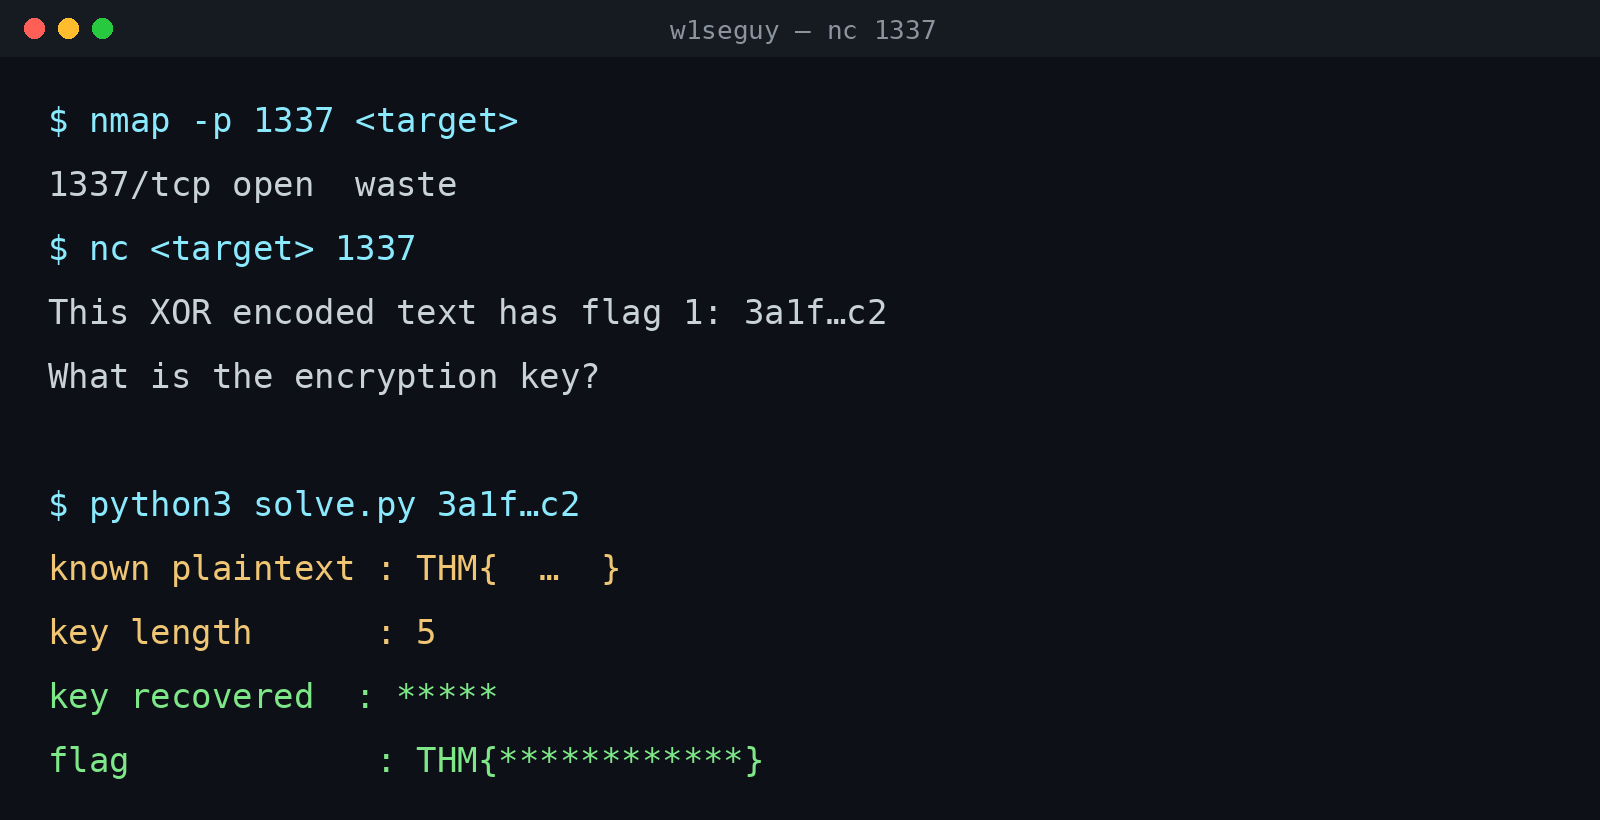 w1seguy — nc 1337
$ nmap -p 1337 <target>
1337/tcp open  waste
$ nc <target> 1337
This XOR encoded text has flag 1: 3a1f…c2
What is the encryption key?
$ python3 solve.py 3a1f…c2
known plaintext : THM{  …  }
key length      : 5
key recovered  : *****
flag            : THM{************}